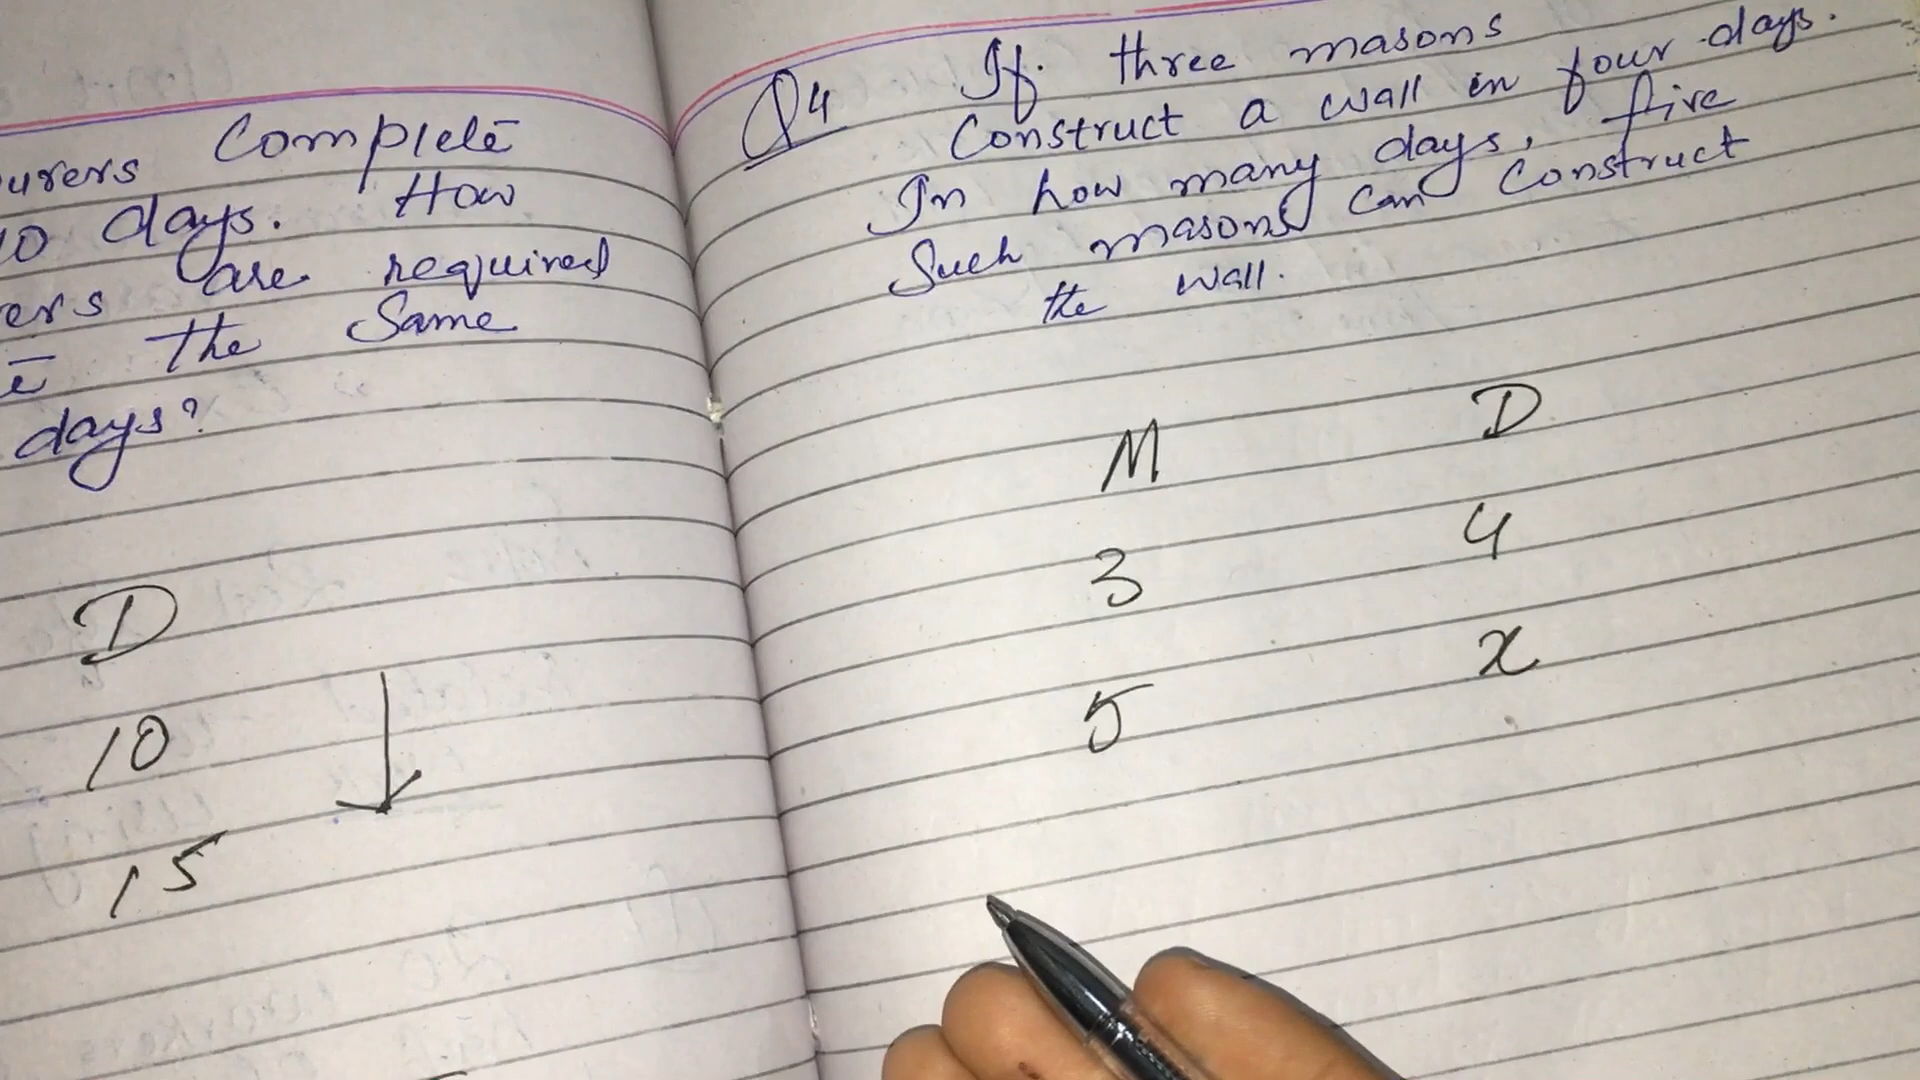 urers Complete
10 days. How
ers are required
e the Same
days?
D
10
15
Q4 If three masons
Construct a wall in four days.
In how many days, five
Such masons can Construct
the wall.
M D
3 4
5 x